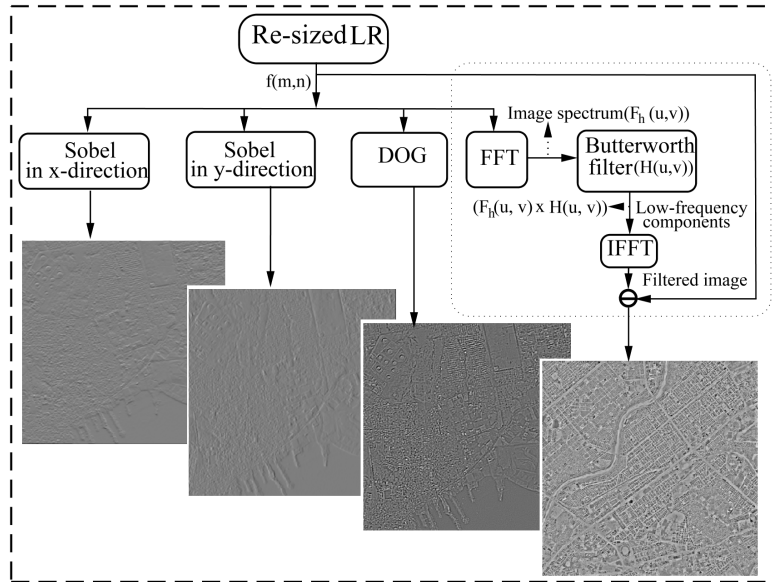 Re-sized LR
f(m,n)
Image spectrum(Fh (u,v))
Sobel
in x-direction
Sobel
in y-direction
DOG
FFT
Butterworth
filter(H(u,v))
(Fh(u, v) x H(u, v))
Low-frequency
components
IFFT
Filtered image